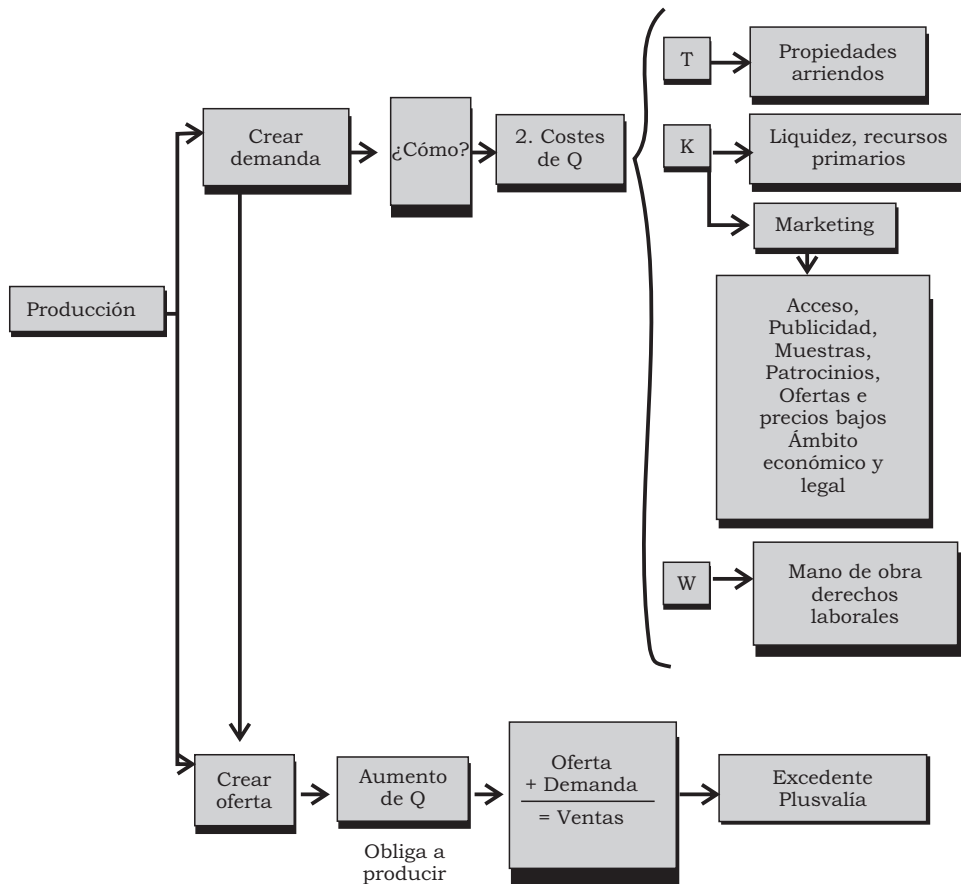 Producción
Crear
demanda
¿Cómo?
2. Costes
de Q
T
Propiedades
arriendos
K
Liquidez, recursos
primarios
Marketing
Acceso,
Publicidad,
Muestras,
Patrocinios,
Ofertas e
precios bajos
Ámbito
económico y
legal
W
Mano de obra
derechos
laborales
Crear
oferta
Aumento
de Q
Obliga a
producir
Oferta
+ Demanda
= Ventas
Excedente
Plusvalía